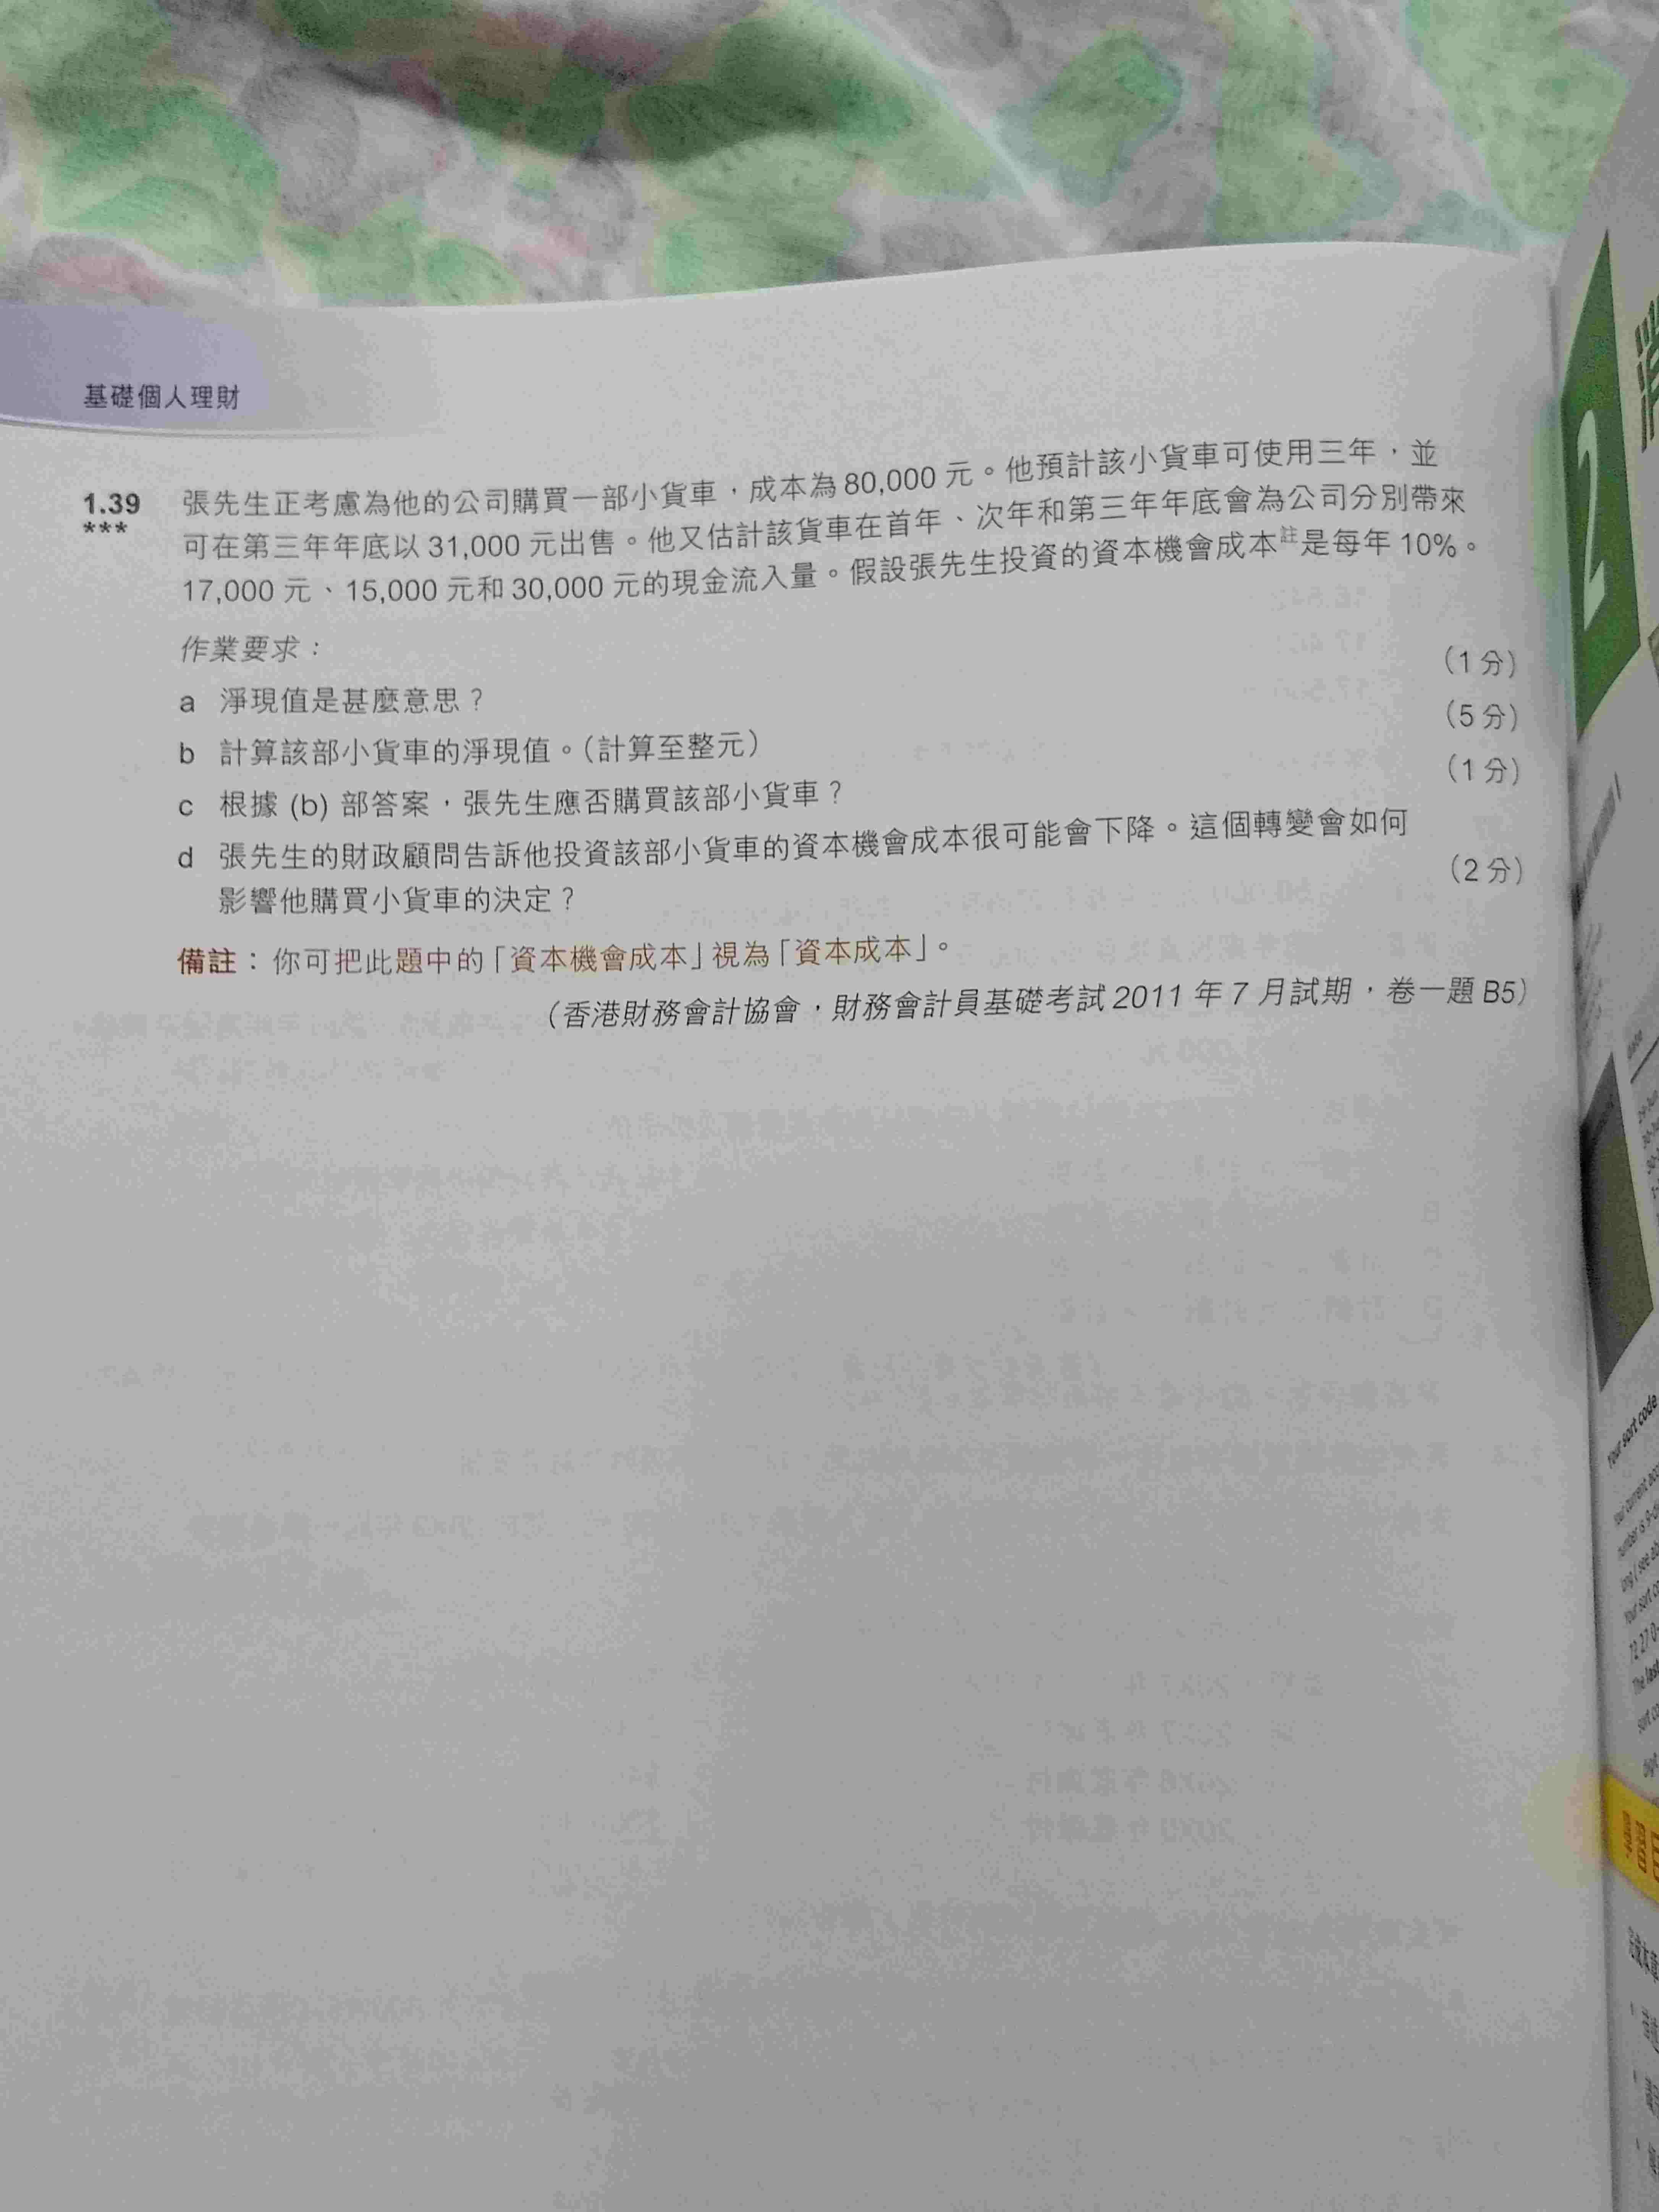 基礎個人理財
1.39 張先生正考慮為他的公司購買一部小貨車，成本為 80,000 元。他預計該小貨車可使用三年，並
*** 可在第三年年底以 31,000 元出售。他又估計該貨車在首年、次年和第三年年底會為公司分別帶來
17,000 元、15,000 元和 30,000 元的現金流入量。假設張先生投資的資本機會成本註是每年 10%。
作業要求：
a 淨現值是甚麼意思？ （1 分）
b 計算該部小貨車的淨現值。（計算至整元） （5 分）
c 根據 (b) 部答案，張先生應否購買該部小貨車？ （1 分）
d 張先生的財政顧問告訴他投資該部小貨車的資本機會成本很可能會下降。這個轉變會如何
影響他購買小貨車的決定？ （2 分）
備註：你可把此題中的「資本機會成本」視為「資本成本」。
（香港財務會計協會，財務會計員基礎考試 2011 年 7 月試期，卷一題 B5）
2
Your sort code